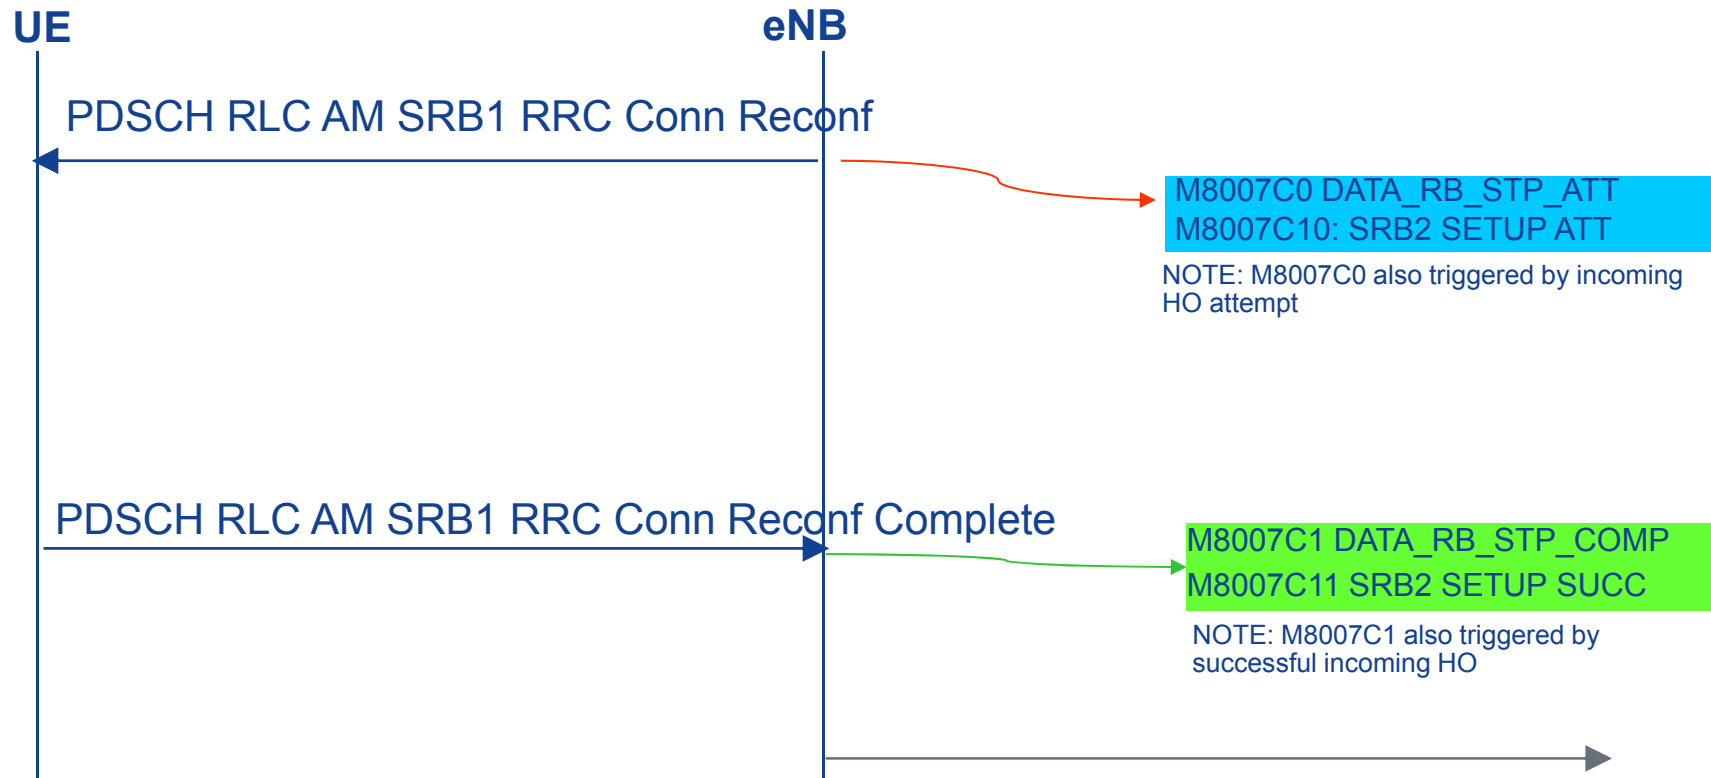 UE
eNB
PDSCH RLC AM SRB1 RRC Conn Reconf
M8007C0 DATA_RB_STP_ATT
M8007C10: SRB2 SETUP ATT
NOTE: M8007C0 also triggered by incoming
HO attempt
PDSCH RLC AM SRB1 RRC Conn Reconf Complete
M8007C1 DATA_RB_STP_COMP
M8007C11 SRB2 SETUP SUCC
NOTE: M8007C1 also triggered by
successful incoming HO